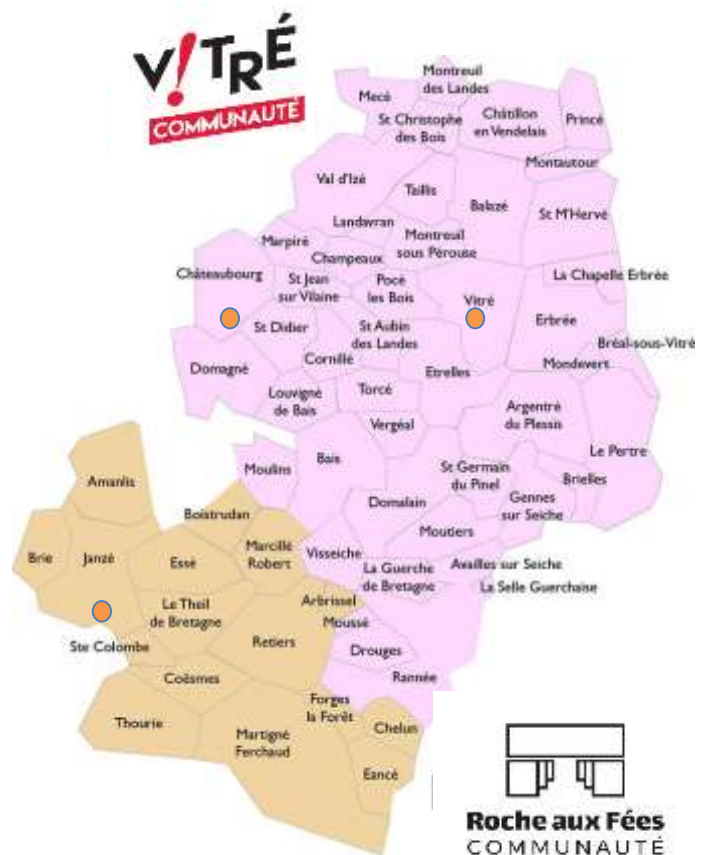 V!TRÉ
COMMUNAUTÉ
Montreuil
des Landes
Mecé
St Christophe
des Bois
Châtillon
en Vendelais
Princé
Montautour
Val d'Izé
Taillis
Balazé
St M'Hervé
Landavran
Montreuil
sous Pérouse
Marpiré
Champeaux
Châteaubourg
St Jean
sur Vilaine
Pocé
les Bois
Vitré
La Chapelle Erbrée
St Didier
St Aubin
des Landes
Erbrée
Bréal-sous-Vitré
Cornillé
Mondevert
Domagné
Etrelles
Louvigné
de Bais
Torcé
Argentré
du Plessis
Vergéal
Le Pertre
Bais
Moulins
St Germain
du Pinel
Brielles
Amanlis
Gennes
sur Seiche
Domalain
Boistrudan
Moutiers
Brie
Janzé
Essé
Marcillé
Robert
Visseiche
La Guerche
de Bretagne
Availles sur Seiche
La Selle Guerchaise
Le Theil
de Bretagne
Arbrissel
Moussé
Ste Colombe
Retiers
Drouges
Rannée
Coësmes
Forges
la Forêt
Thourie
Martigné
Ferchaud
Chelun
Eancé
Roche aux Fées
COMMUNAUTÉ